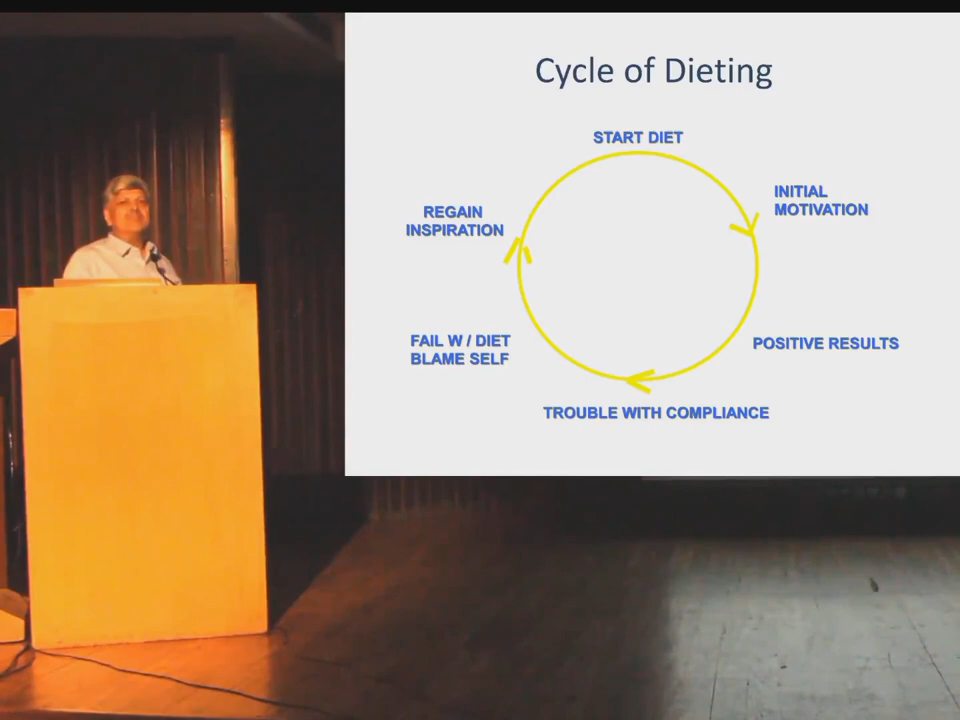 Cycle of Dieting
START DIET
INITIAL
MOTIVATION
REGAIN
INSPIRATION
FAIL W / DIET
BLAME SELF
POSITIVE RESULTS
TROUBLE WITH COMPLIANCE